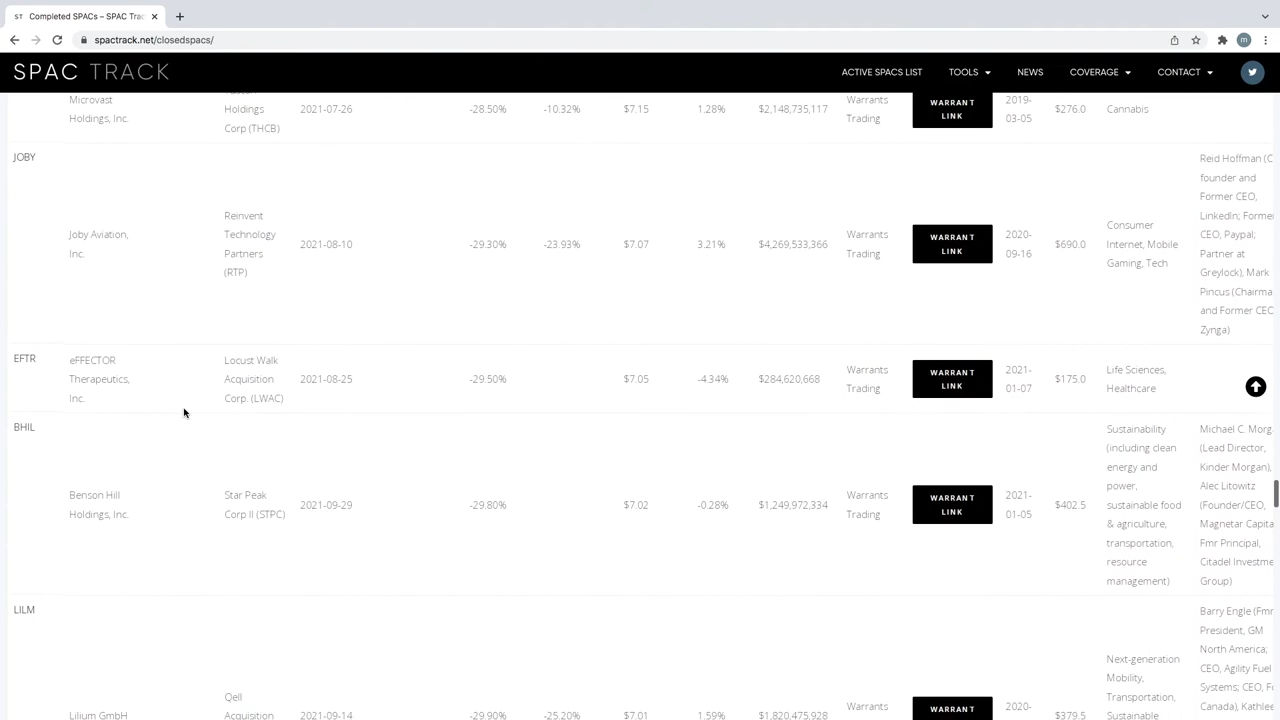 ST Completed SPACs – SPAC Trac
spactrack.net/closedspacs/
m
SPAC TRACK
ACTIVE SPACS LIST
TOOLS
NEWS
COVERAGE
CONTACT
Microvast
Holdings, Inc.
Holdings
Corp (THCB)
2021-07-26
-28.50%
-10.32%
$7.15
1.28%
$2,148,735,117
Warrants
Trading
WARRANT
LINK
2019-
03-05
$276.0
Cannabis
JOBY
Joby Aviation,
Inc.
Reinvent
Technology
Partners
(RTP)
2021-08-10
-29.30%
-23.93%
$7.07
3.21%
$4,269,533,366
Warrants
Trading
WARRANT
LINK
2020-
09-16
$690.0
Consumer
Internet, Mobile
Gaming, Tech
Reid Hoffman (C
founder and
Former CEO,
LinkedIn; Forme
CEO, Paypal;
Partner at
Greylock), Mark
Pincus (Chairma
and Former CEO
Zynga)
EFTR
eFFECTOR
Therapeutics,
Inc.
Locust Walk
Acquisition
Corp. (LWAC)
2021-08-25
-29.50%
$7.05
-4.34%
$284,620,668
Warrants
Trading
WARRANT
LINK
2021-
01-07
$175.0
Life Sciences,
Healthcare
BHIL
Benson Hill
Holdings, Inc.
Star Peak
Corp II (STPC)
2021-09-29
-29.80%
$7.02
-0.28%
$1,249,972,334
Warrants
Trading
WARRANT
LINK
2021-
01-05
$402.5
Sustainability
(including clean
energy and
power,
sustainable food
& agriculture,
transportation,
resource
management)
Michael C. Morg
(Lead Director,
Kinder Morgan),
Alec Litowitz
(Founder/CEO,
Magnetar Capita
Fmr Principal,
Citadel Investme
Group)
LILM
Lilium GmbH
Qell
Acquisition
2021-09-14
-29.90%
-25.20%
$7.01
1.59%
$1,820,475,928
Warrants
Trading
WARRANT
2020-
$379.5
Next-generation
Mobility,
Transportation,
Sustainable
Barry Engle (Fmr
President, GM
North America;
CEO, Agility Fuel
Systems; CEO, Fo
Canada), Kathlee